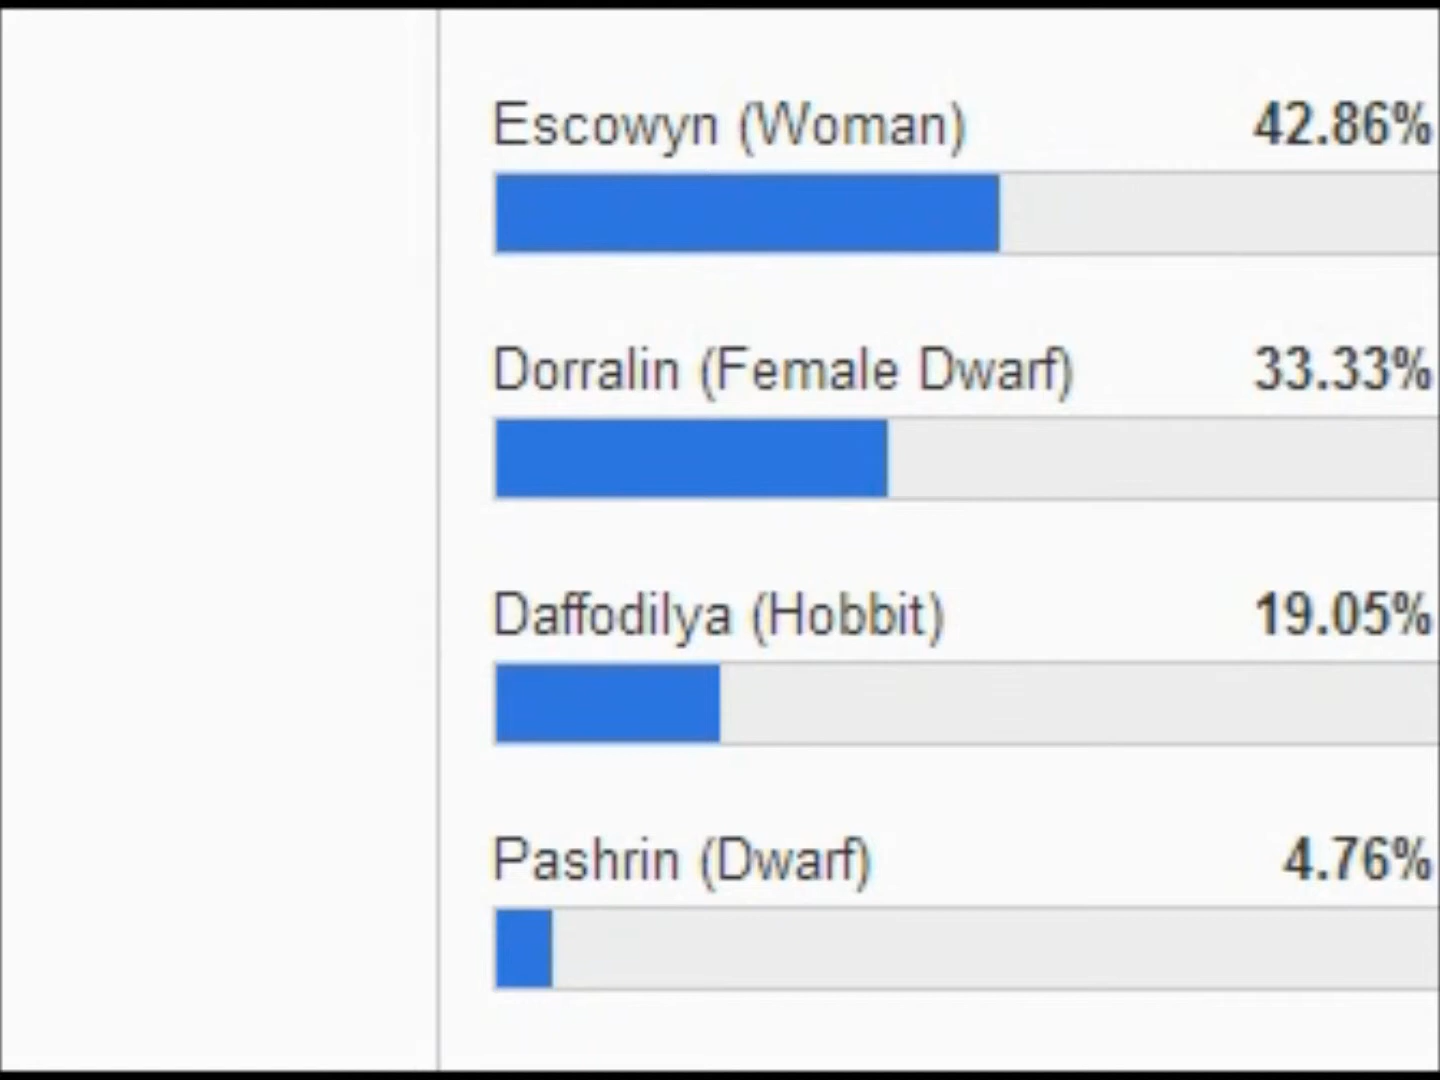 Escowyn (Woman) 42.86%
Dorralin (Female Dwarf) 33.33%
Daffodilya (Hobbit) 19.05%
Pashrin (Dwarf) 4.76%